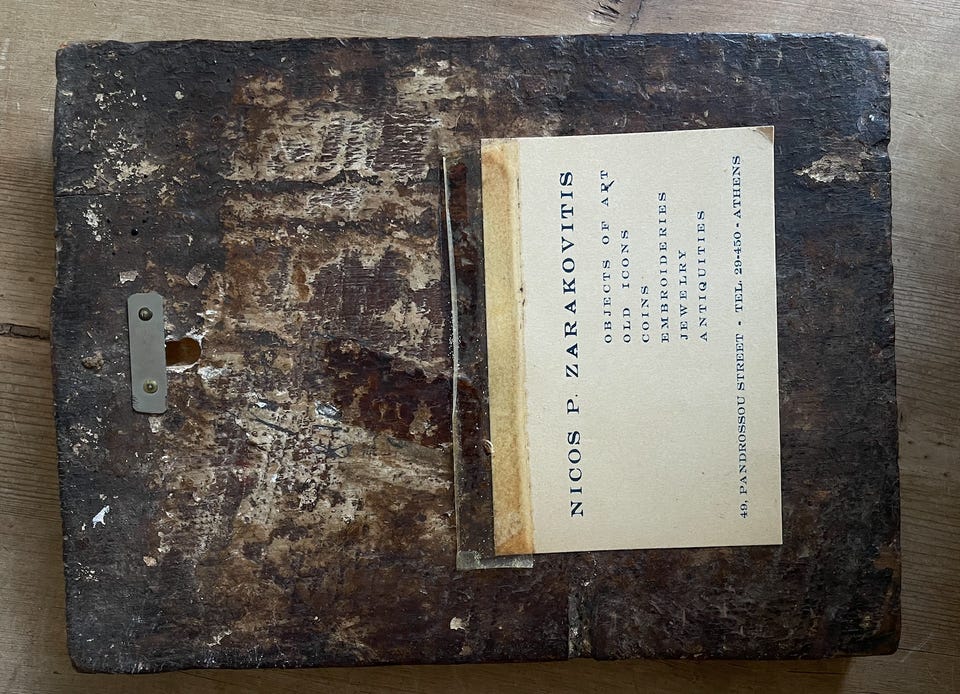 NICOS P. ZARAKOVITIS
OBJECTS OF ART
OLD ICONS
COINS
EMBROIDERIES
JEWELRY
ANTIQUITIES
49, PANDROSSOU STREET - TEL. 29-450 - ATHENS